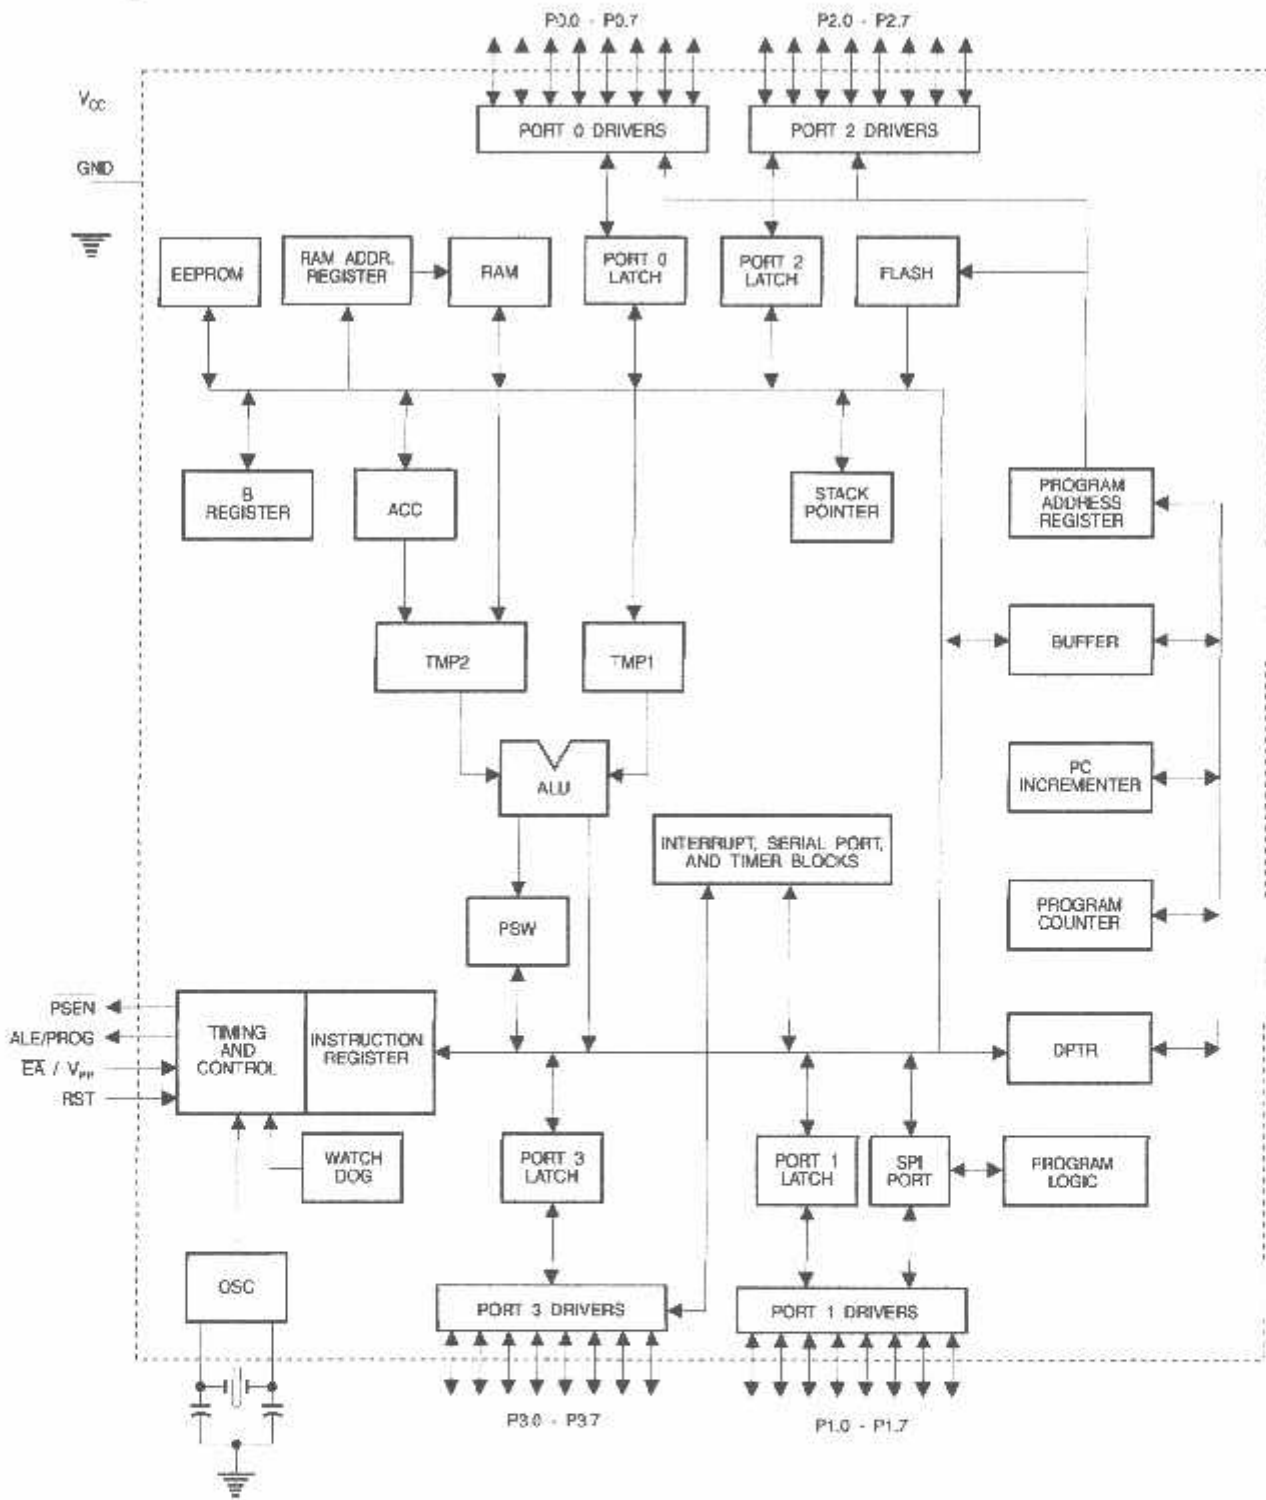 P0.0 - P0.7
P2.0 - P2.7
VCC
PORT 0 DRIVERS
PORT 2 DRIVERS
GND
EEPROM
RAM ADDR.
REGISTER
RAM
PORT 0
LATCH
PORT 2
LATCH
FLASH
B
REGISTER
ACC
STACK
POINTER
PROGRAM
ADDRESS
REGISTER
TMP2
TMP1
BUFFER
ALU
PC
INCREMENTER
INTERRUPT, SERIAL PORT,
AND TIMER BLOCKS
PSW
PROGRAM
COUNTER
PSEN
ALE/PROG
EA / VPP
RST
TIMING
AND
CONTROL
INSTRUCTION
REGISTER
DPTR
WATCH
DOG
PORT 3
LATCH
PORT 1
LATCH
SPI
PORT
PROGRAM
LOGIC
OSC
PORT 3 DRIVERS
PORT 1 DRIVERS
P3.0 - P3.7
P1.0 - P1.7